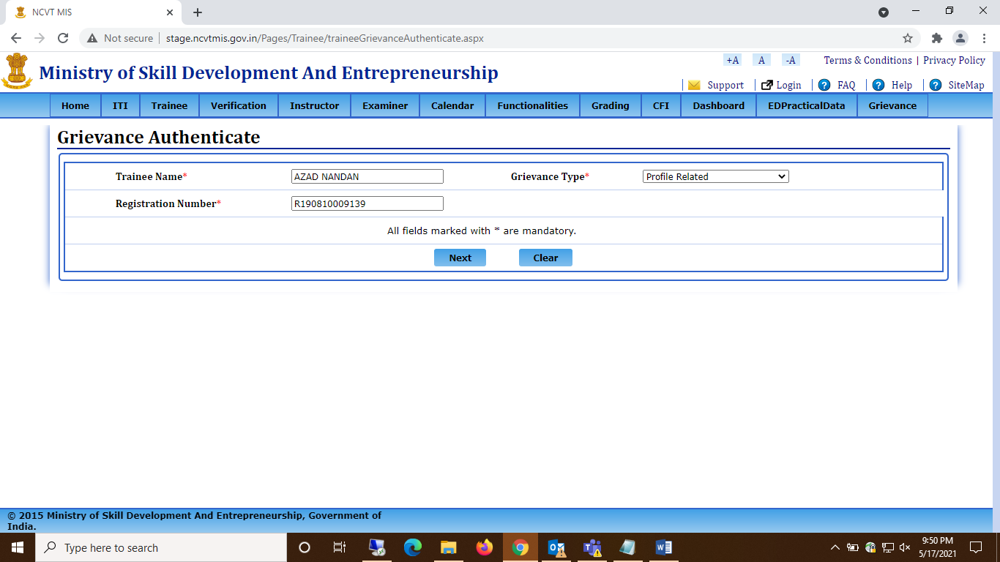 NCVT MIS
Not secure | stage.ncvtmis.gov.in/Pages/Trainee/traineeGrievanceAuthenticate.aspx
+A A -A Terms & Conditions | Privacy Policy
Ministry of Skill Development And Entrepreneurship
Support Login FAQ Help SiteMap
Home ITI Trainee Verification Instructor Examiner Calendar Functionalities Grading CFI Dashboard EDPracticalData Grievance
Grievance Authenticate
Trainee Name* AZAD NANDAN Grievance Type* Profile Related
Registration Number* R190810009139
All fields marked with * are mandatory.
Next Clear
© 2015 Ministry of Skill Development And Entrepreneurship, Government of
India.
Type here to search
9:50 PM
5/17/2021